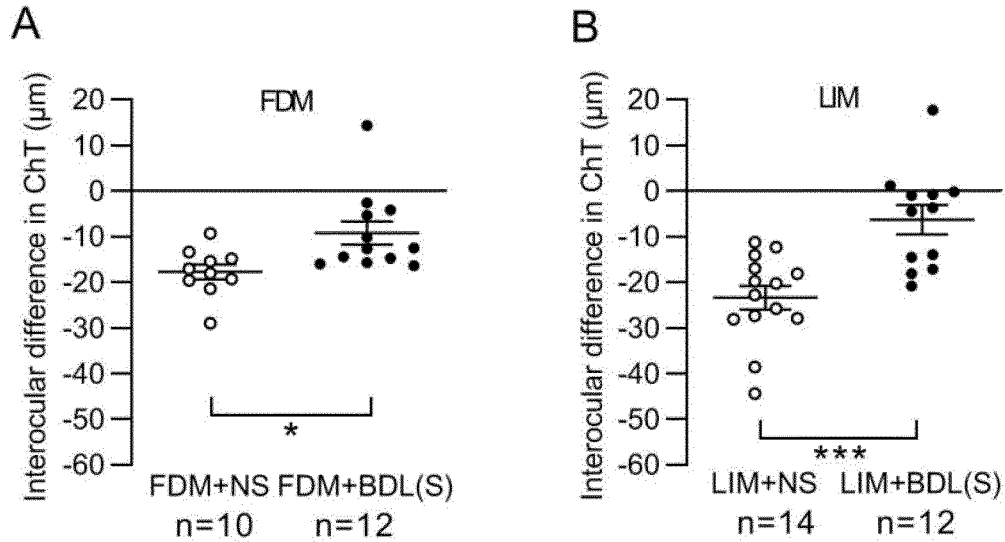 A
Interocular difference in ChT (μm)
FDM
20
10
0
-10
-20
-30
-40
-50
-60
*
FDM+NS FDM+BDL(S)
n=10 n=12
B
Interocular difference in ChT (μm)
LIM
20
10
0
-10
-20
-30
-40
-50
-60
***
LIM+NS LIM+BDL(S)
n=14 n=12